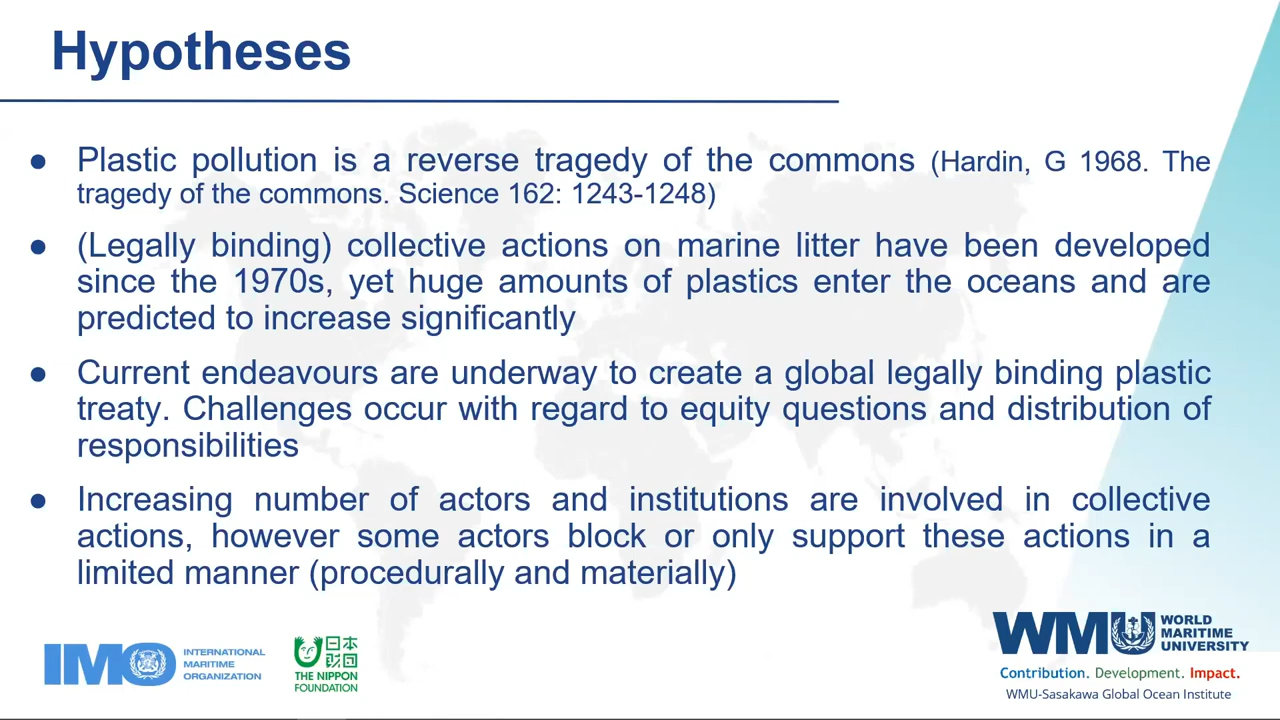 Hypotheses
● Plastic pollution is a reverse tragedy of the commons (Hardin, G 1968. The
tragedy of the commons. Science 162: 1243-1248)
● (Legally binding) collective actions on marine litter have been developed
since the 1970s, yet huge amounts of plastics enter the oceans and are
predicted to increase significantly
● Current endeavours are underway to create a global legally binding plastic
treaty. Challenges occur with regard to equity questions and distribution of
responsibilities
● Increasing number of actors and institutions are involved in collective
actions, however some actors block or only support these actions in a
limited manner (procedurally and materially)
IMO
INTERNATIONAL
MARITIME
ORGANIZATION
日本
財団
THE NIPPON
FOUNDATION
WMU
WORLD
MARITIME
UNIVERSITY
Contribution. Development. Impact.
WMU-Sasakawa Global Ocean Institute